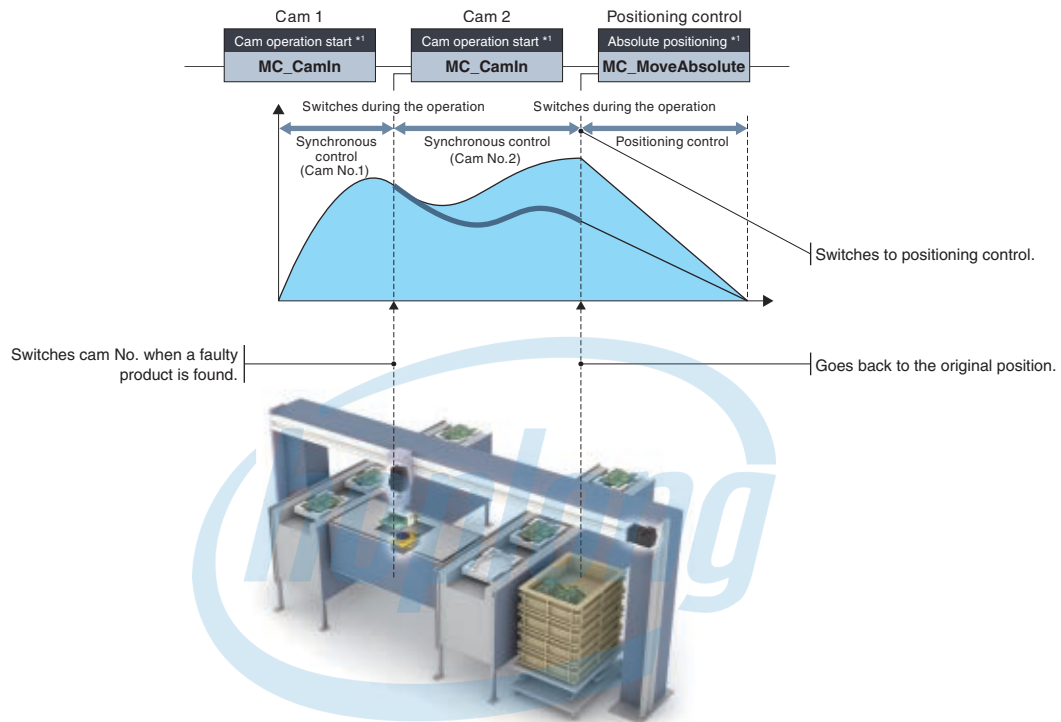 Cam 1
Cam 2
Positioning control
Cam operation start *1
Cam operation start *1
Absolute positioning *1
MC_CamIn
MC_CamIn
MC_MoveAbsolute
Switches during the operation
Switches during the operation
Synchronous
control
(Cam No.1)
Synchronous control
(Cam No.2)
Positioning control
Switches to positioning control.
Switches cam No. when a faulty
product is found.
Goes back to the original position.